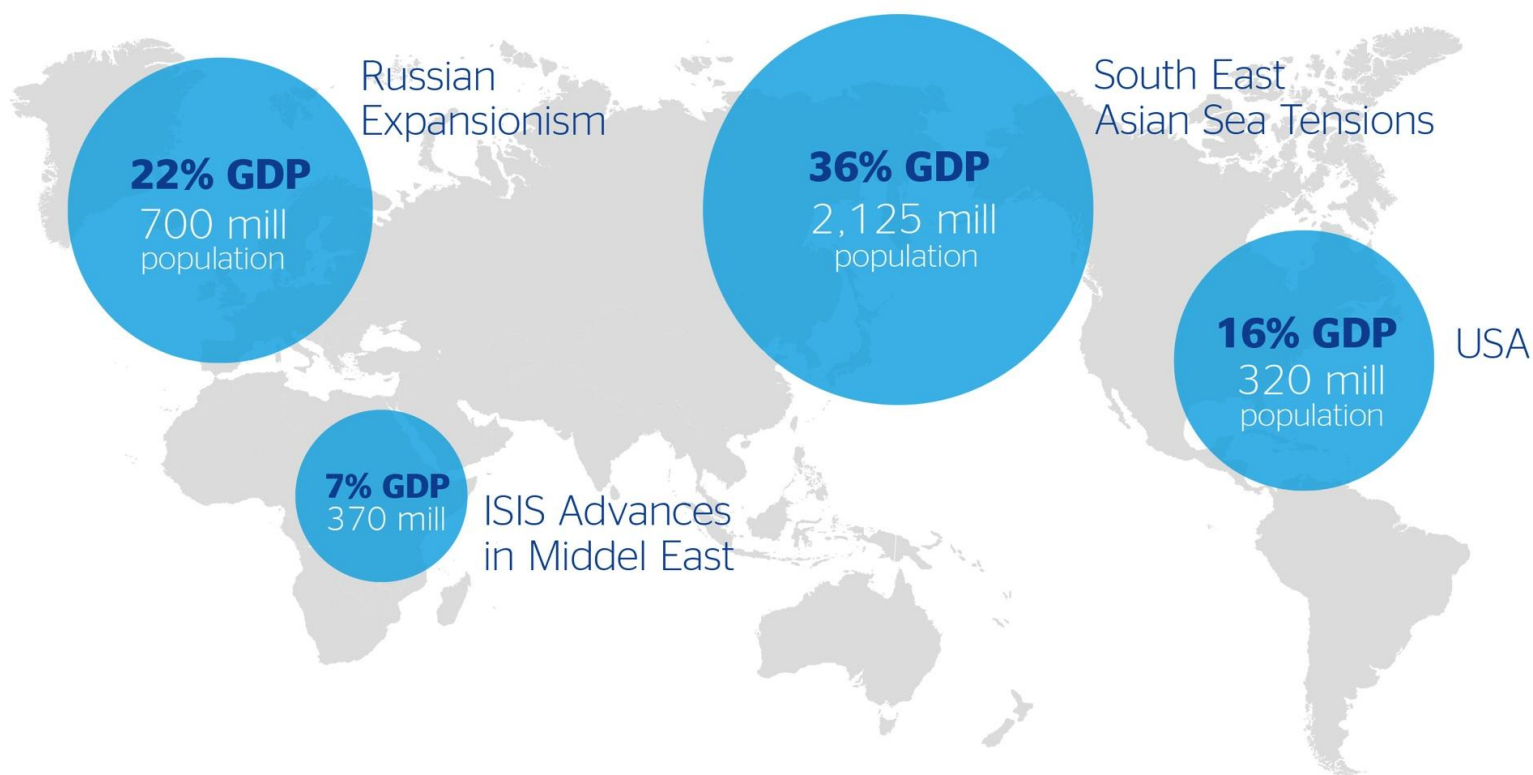 Russian
Expansionism
22% GDP
700 mill
population
South East
Asian Sea Tensions
36% GDP
2,125 mill
population
16% GDP
320 mill
population
USA
7% GDP
370 mill
ISIS Advances
in Middel East